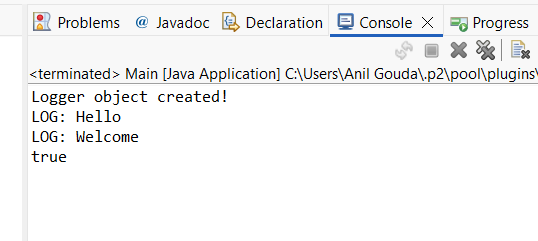 Problems @ Javadoc Declaration Console Progress
<terminated> Main [Java Application] C:\Users\Anil Gouda\.p2\pool\plugins\
Logger object created!
LOG: Hello
LOG: Welcome
true